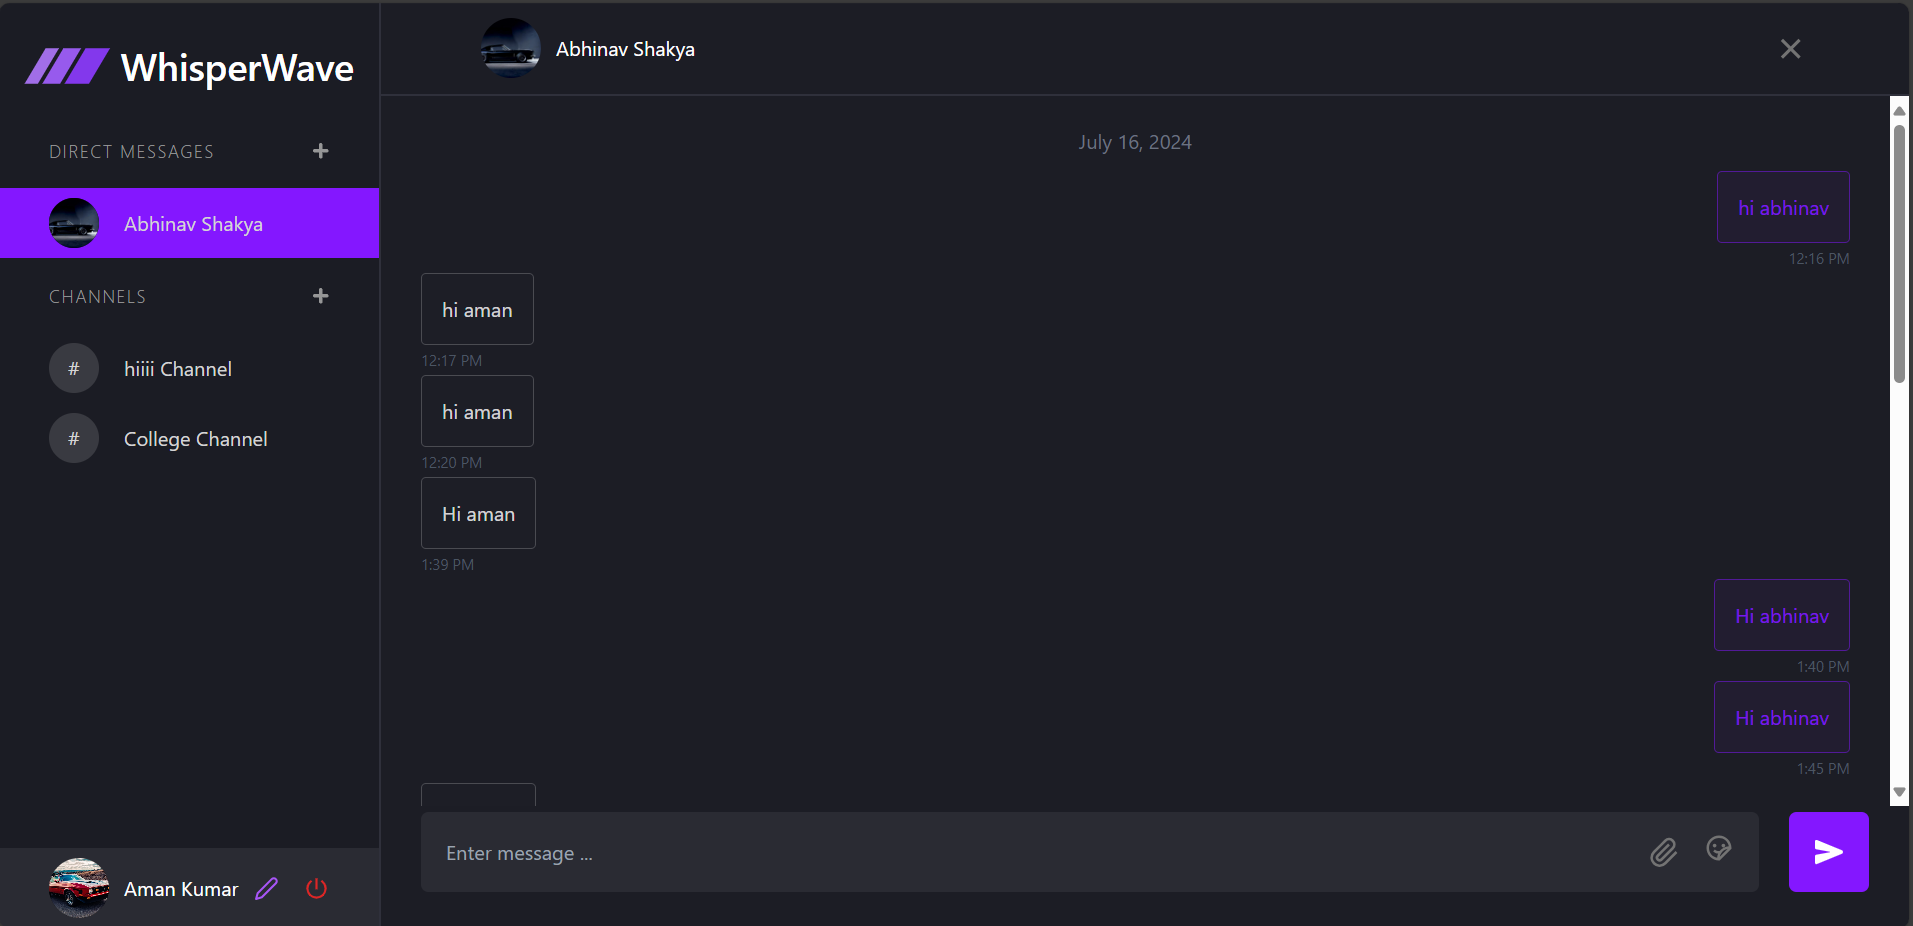 WhisperWave
DIRECT MESSAGES
Abhinav Shakya
CHANNELS
# hiiii Channel
# College Channel
Aman Kumar
Abhinav Shakya
July 16, 2024
hi abhinav
12:16 PM
hi aman
12:17 PM
hi aman
12:20 PM
Hi aman
1:39 PM
Hi abhinav
1:40 PM
Hi abhinav
1:45 PM
Enter message ...